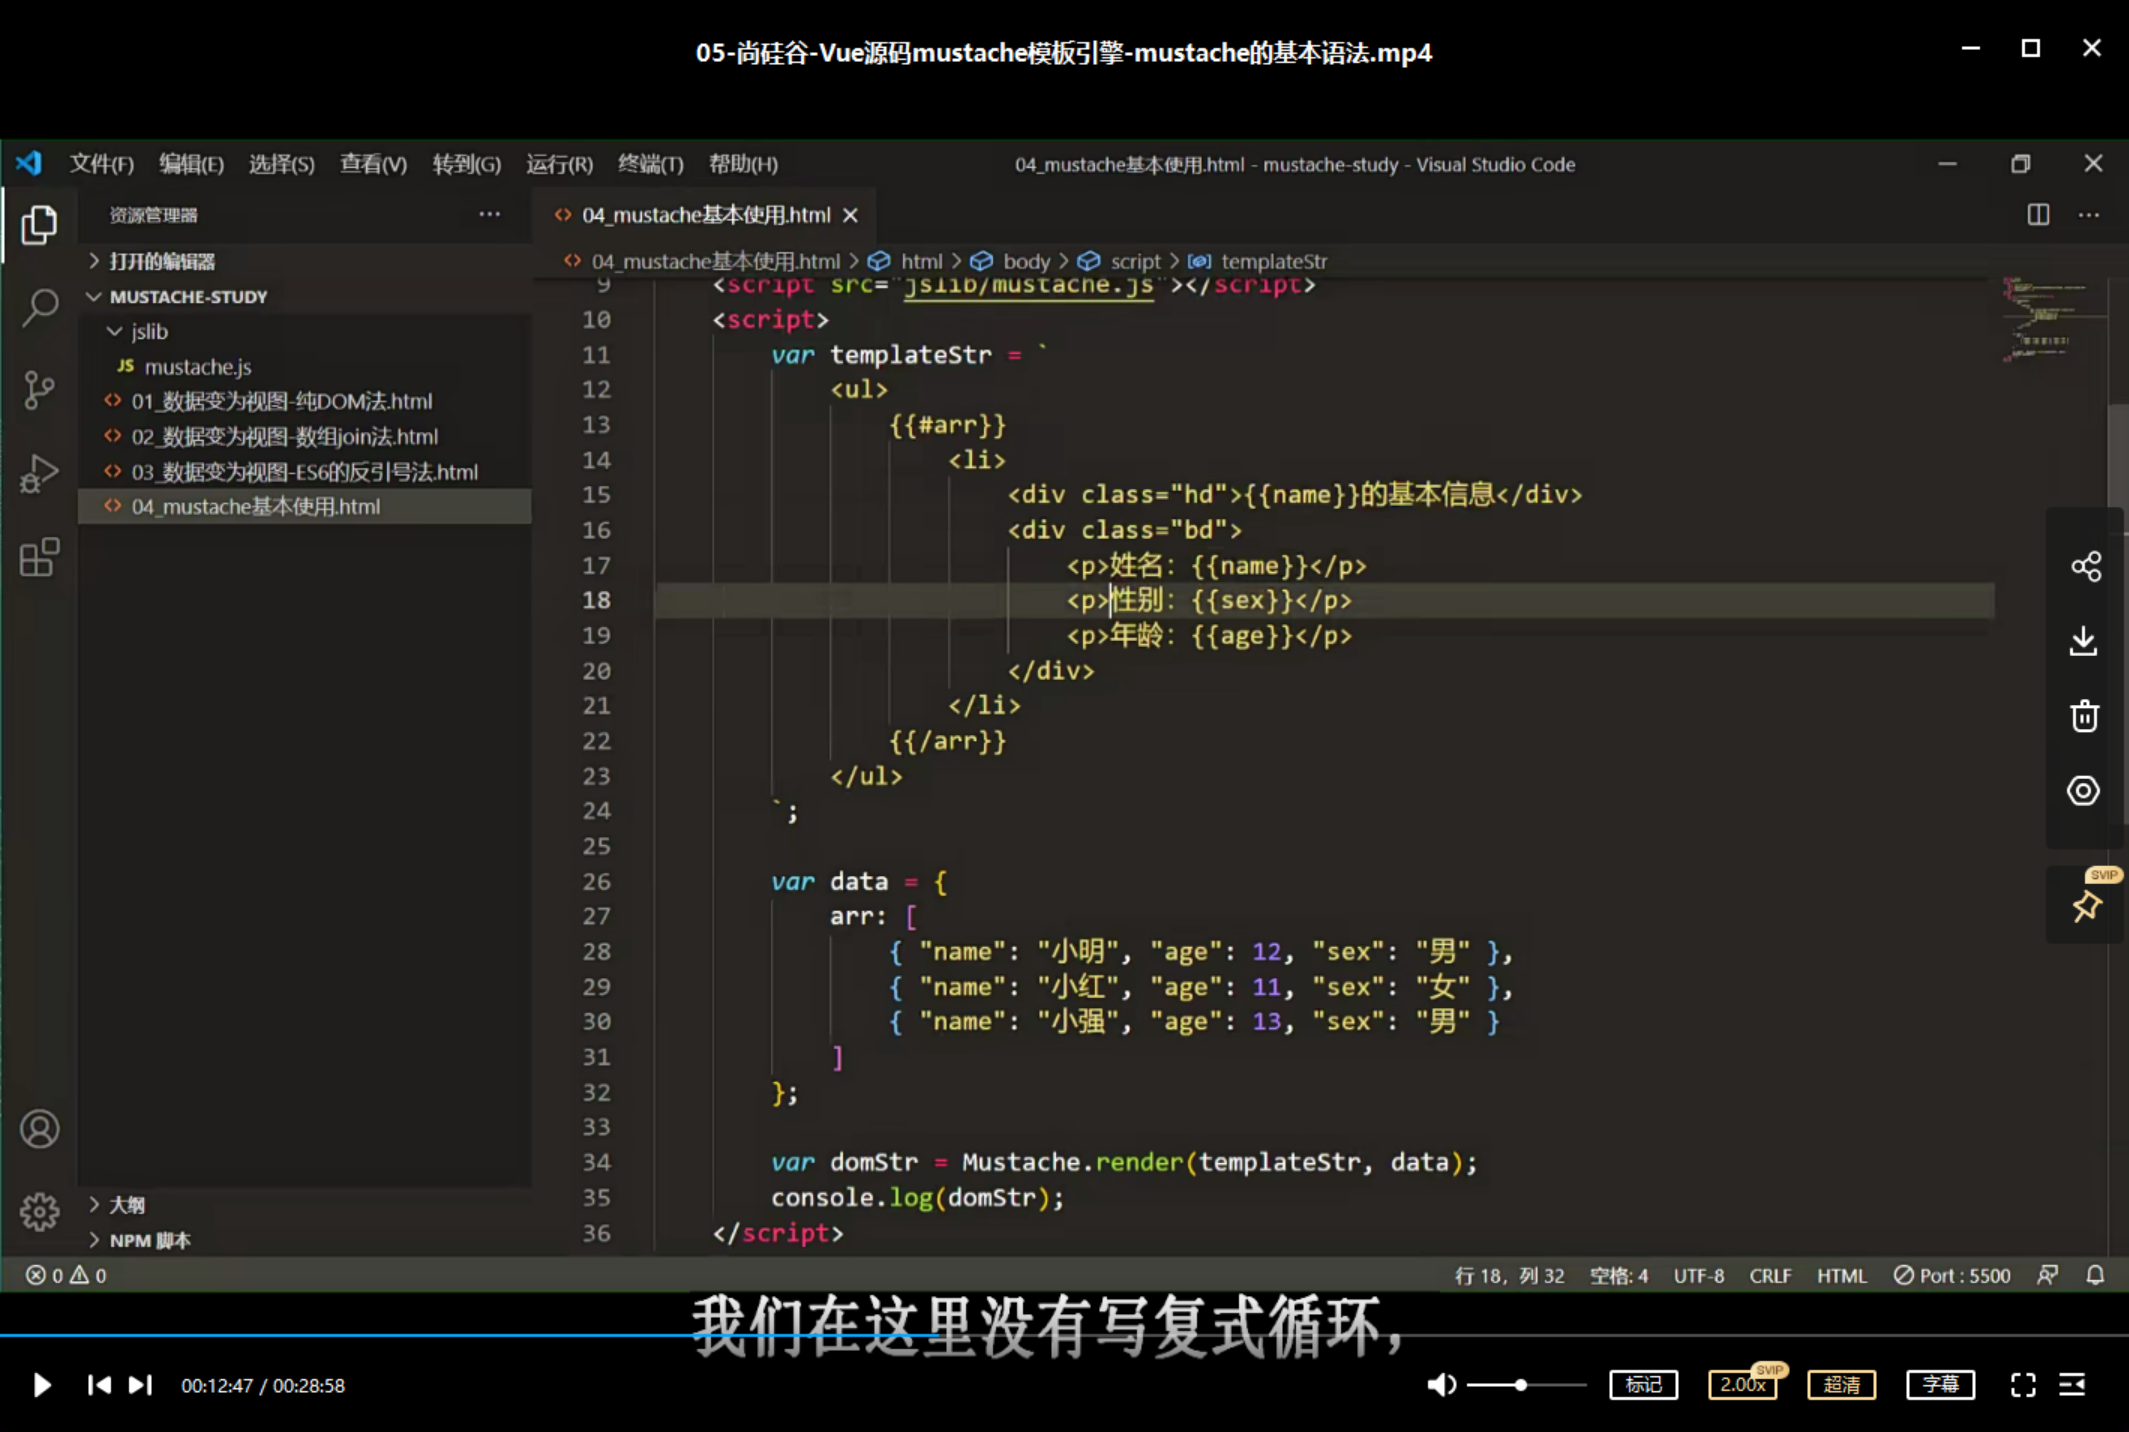 05-尚硅谷-Vue源码mustache模板引擎-mustache的基本语法.mp4
文件(F) 编辑(E) 选择(S) 查看(V) 转到(G) 运行(R) 终端(T) 帮助(H) 04_mustache基本使用.html - mustache-study - Visual Studio Code
资源管理器
打开的编辑器
MUSTACHE-STUDY
jslib
JS mustache.js
01_数据变为视图-纯DOM法.html
02_数据变为视图-数组join法.html
03_数据变为视图-ES6的反引号法.html
04_mustache基本使用.html
大纲
NPM 脚本
04_mustache基本使用.html
04_mustache基本使用.html > html > body > script > templateStr
9 <script src="jslib/mustache.js"></script>
10 <script>
11 var templateStr = `
12 <ul>
13 {{#arr}}
14 <li>
15 <div class="hd">{{name}}的基本信息</div>
16 <div class="bd">
17 <p>姓名：{{name}}</p>
18 <p>性别：{{sex}}</p>
19 <p>年龄：{{age}}</p>
20 </div>
21 </li>
22 {{/arr}}
23 </ul>
24 `;
25
26 var data = {
27 arr: [
28 { "name": "小明", "age": 12, "sex": "男" },
29 { "name": "小红", "age": 11, "sex": "女" },
30 { "name": "小强", "age": 13, "sex": "男" }
31 ]
32 };
33
34 var domStr = Mustache.render(templateStr, data);
35 console.log(domStr);
36 </script>
SVIP
0 0 行 18，列 32 空格: 4 UTF-8 CRLF HTML Port : 5500
我们在这里没有写复式循环，
00:12:47 / 00:28:58 标记 2.00x SVIP 超清 字幕